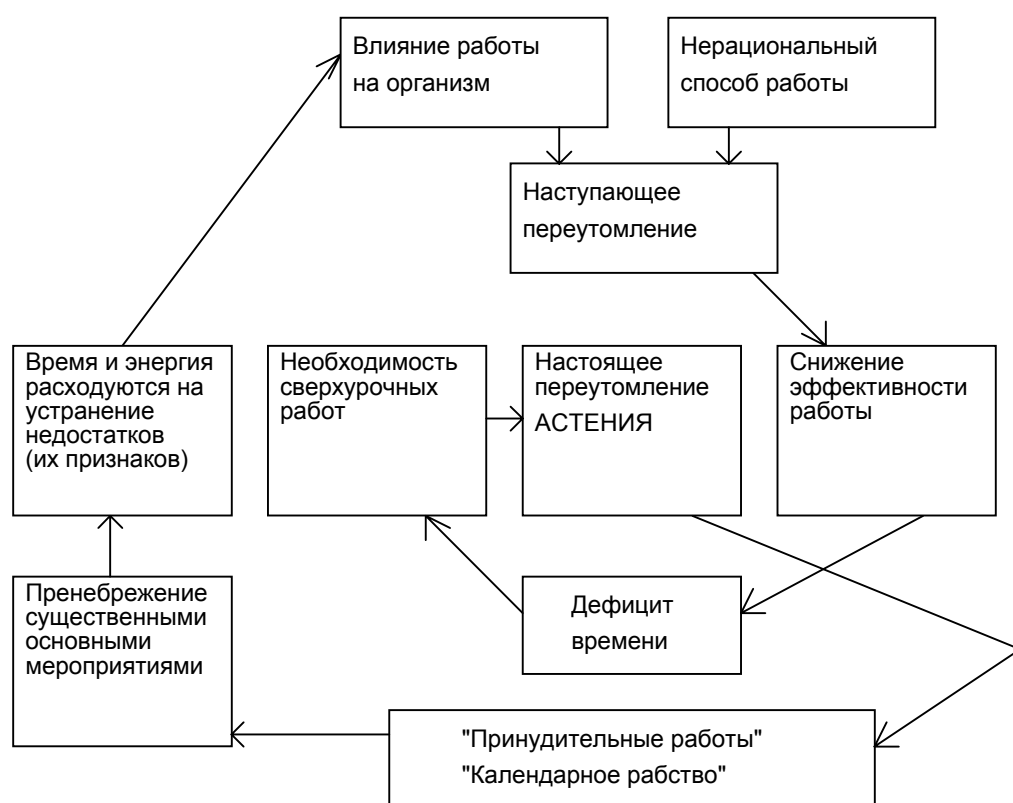 Влияние работы
на организм
Нерациональный
способ работы
Наступающее
переутомление
Время и энергия
расходуются на
устранение
недостатков
(их признаков)
Необходимость
сверхурочных
работ
Настоящее
переутомление
АСТЕНИЯ
Снижение
эффективности
работы
Пренебрежение
существенными
основными
мероприятиями
Дефицит
времени
"Принудительные работы"
"Календарное рабство"